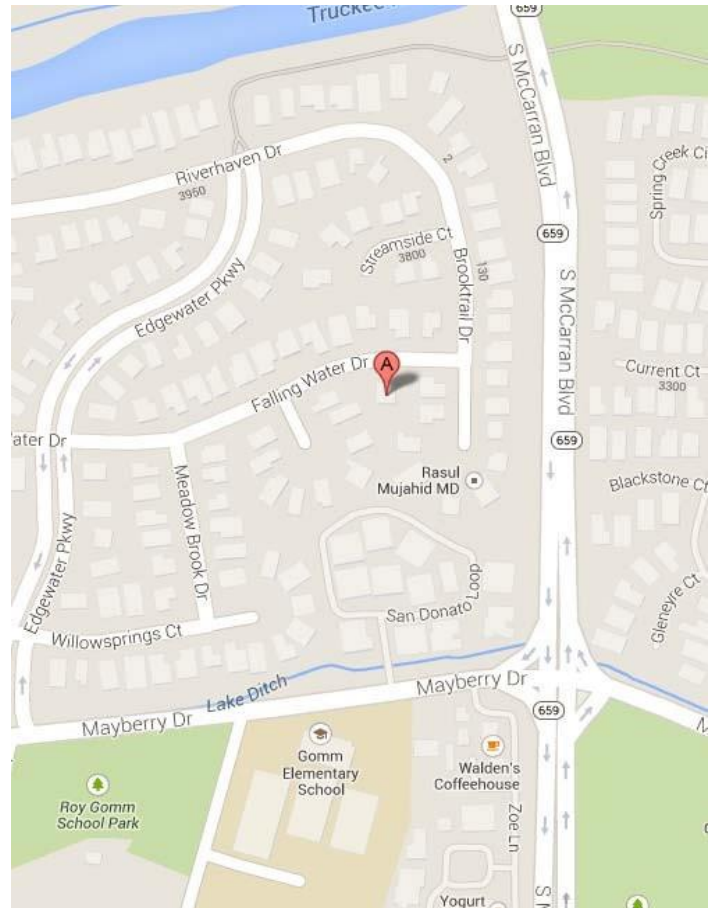 Trucke
659
S McCarran Blvd
Riverhaven Dr
3950
Creek Ci
Spring
2
659
Streamside Ct
3800
Brooktrail Dr
130
Edgewater Pkwy
S McCarran Blvd
A
Falling Water Dr
Current Ct
3300
ater Dr
659
Rasul
Mujahid MD
Blackstone Ct
Meadow Brook Dr
Edgewater Pkwy
Loop
San Donato
Gleneyre Ct
Willowsprings Ct
Lake Ditch
Mayberry Dr
Mayberry Dr
M
659
Gomm
Elementary
School
Walden's
Coffeehouse
Roy Gomm
School Park
Zoe Ln
Yogurt
S M